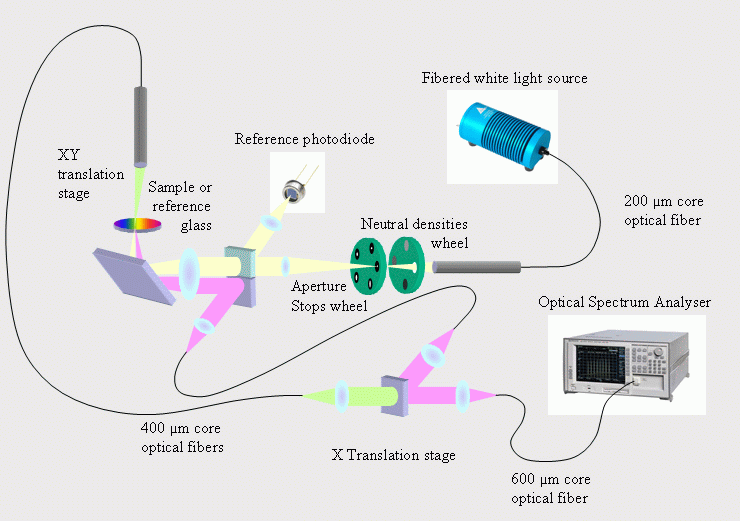 Fibered white light source
Reference photodiode
XY
translation
stage
Sample or
reference
glass
200 µm core
optical fiber
Neutral densities
wheel
Aperture
Stops wheel
Optical Spectrum Analyser
400 µm core
optical fibers
X Translation stage
600 µm core
optical fiber